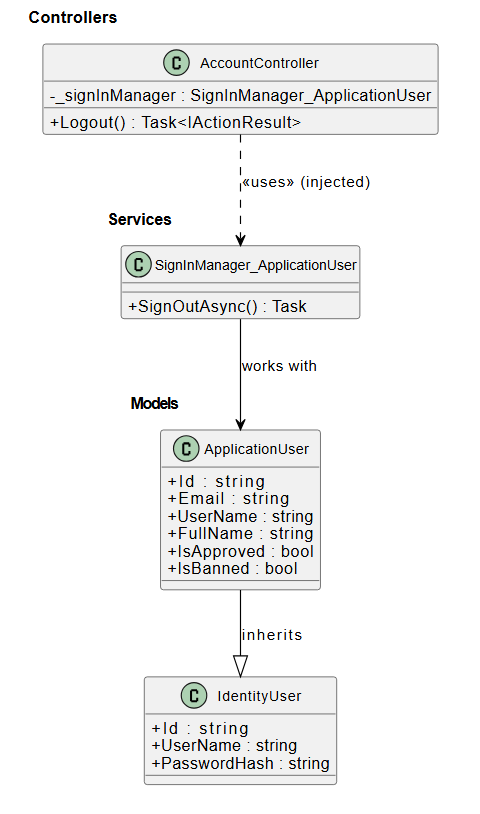 Controllers
C AccountController
-_signInManager : SignInManager_ApplicationUser
+Logout() : Task<IActionResult>
«uses» (injected)
Services
C SignInManager_ApplicationUser
+SignOutAsync() : Task
works with
Models
C ApplicationUser
+Id : string
+Email : string
+UserName : string
+FullName : string
+IsApproved : bool
+IsBanned : bool
inherits
C IdentityUser
+Id : string
+UserName : string
+PasswordHash : string